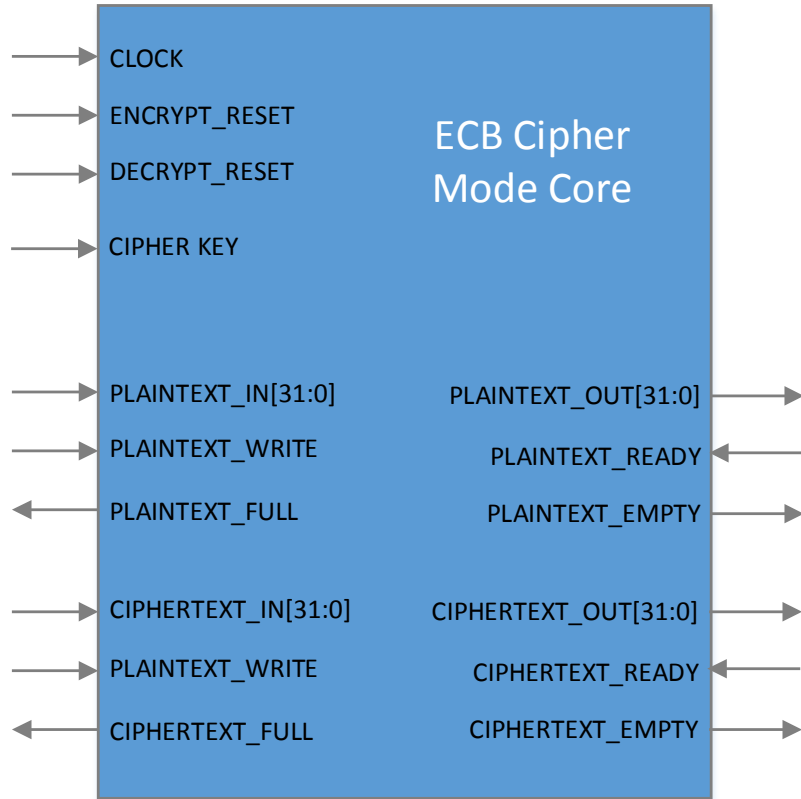 CLOCK
ENCRYPT_RESET
ECB Cipher
Mode Core
DECRYPT_RESET
CIPHER KEY
PLAINTEXT_IN[31:0]
PLAINTEXT_OUT[31:0]
PLAINTEXT_WRITE
PLAINTEXT_READY
PLAINTEXT_FULL
PLAINTEXT_EMPTY
CIPHERTEXT_IN[31:0]
CIPHERTEXT_OUT[31:0]
PLAINTEXT_WRITE
CIPHERTEXT_READY
CIPHERTEXT_FULL
CIPHERTEXT_EMPTY